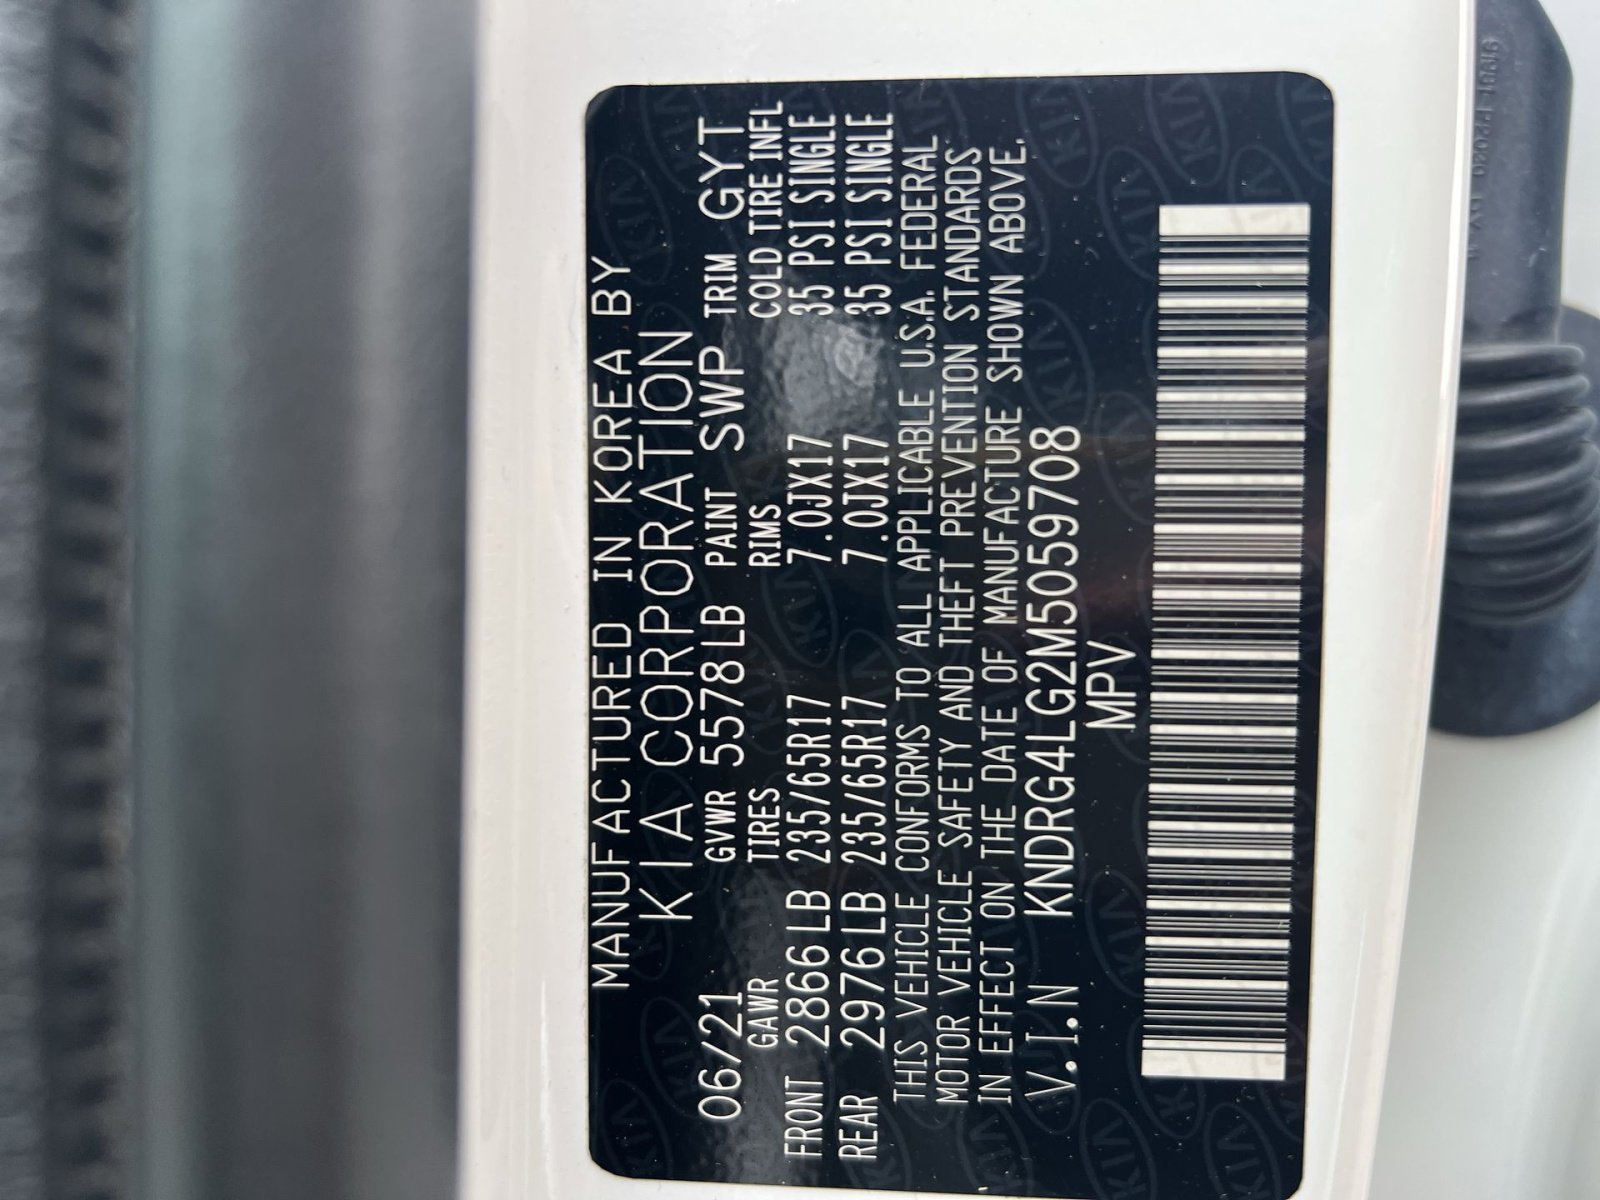 MANUFACTURED IN KOREA BY
KIA CORPORATION
06/21 GVWR 5578LB PAINT SWP TRIM GYT
GAWR TIRES RIMS COLD TIRE INFL
FRONT 2866LB 235/65R17 7.0JX17 35 PSI SINGLE
REAR 2976LB 235/65R17 7.0JX17 35 PSI SINGLE
THIS VEHICLE CONFORMS TO ALL APPLICABLE U.S.A. FEDERAL
MOTOR VEHICLE SAFETY AND THEFT PREVENTION STANDARDS
IN EFFECT ON THE DATE OF MANUFACTURE SHOWN ABOVE.
V.I.N KNDRG4LG2M5059708
MPV